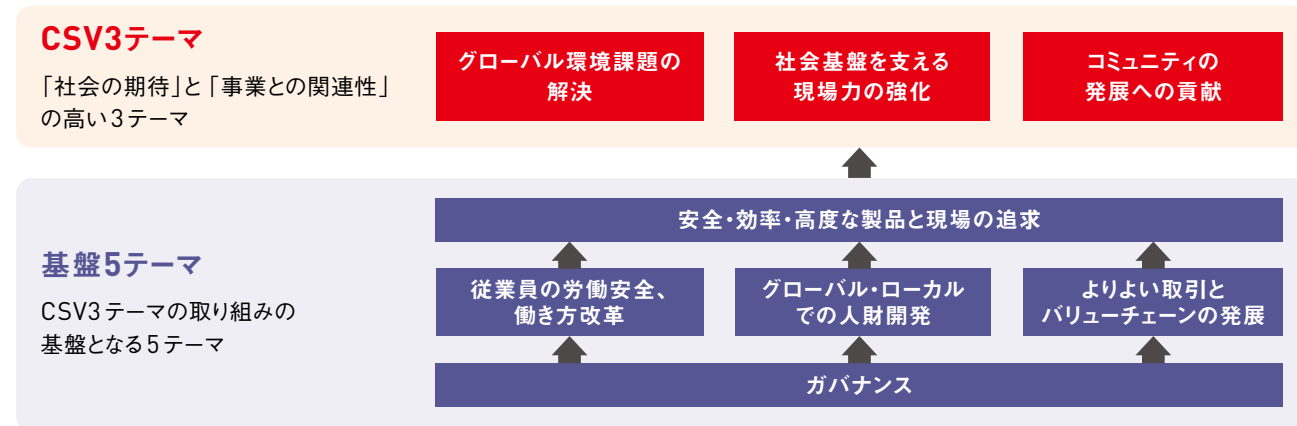 CSV3テーマ
「社会の期待」と「事業との関連性」
の高い3テーマ
グローバル環境課題の
解決
社会基盤を支える
現場力の強化
コミュニティの
発展への貢献
基盤5テーマ
CSV3テーマの取り組みの
基盤となる5テーマ
安全・効率・高度な製品と現場の追求
従業員の労働安全、
働き方改革
グローバル・ローカル
での人財開発
よりよい取引と
バリューチェーンの発展
ガバナンス